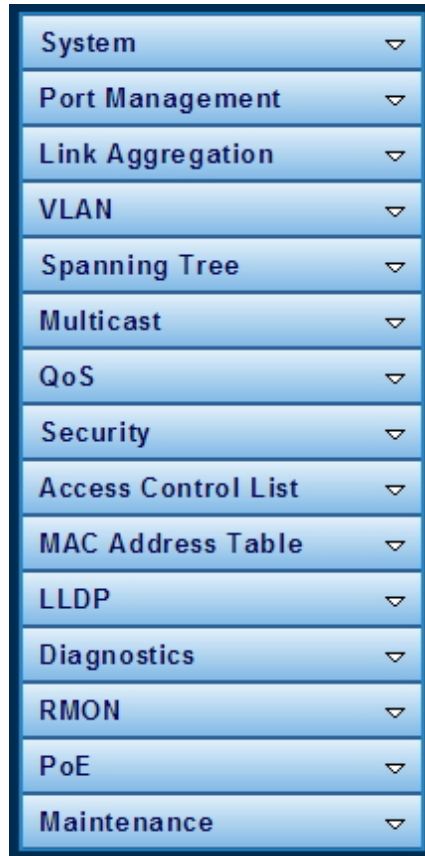 System
Port Management
Link Aggregation
VLAN
Spanning Tree
Multicast
QoS
Security
Access Control List
MAC Address Table
LLDP
Diagnostics
RMON
PoE
Maintenance